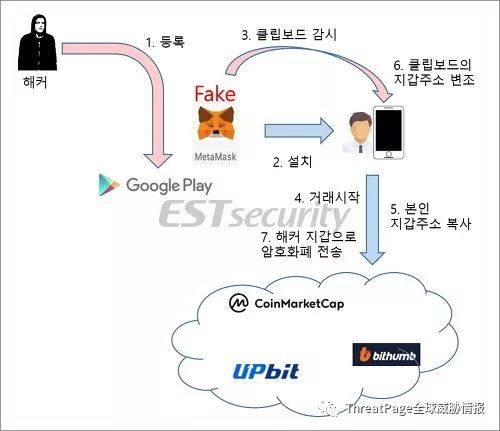 1. 등록
3. 클립보드 감시
해커
Fake
MetaMask
6. 클립보드의
지갑주소 변조
2. 설치
Google Play
ESTsecurity
4. 거래시작
5. 본인
지갑주소 복사
7. 해커 지갑으로
암호화폐 전송
CoinMarketCap
UPbit
bithumb
ThreatPage全球威胁情报